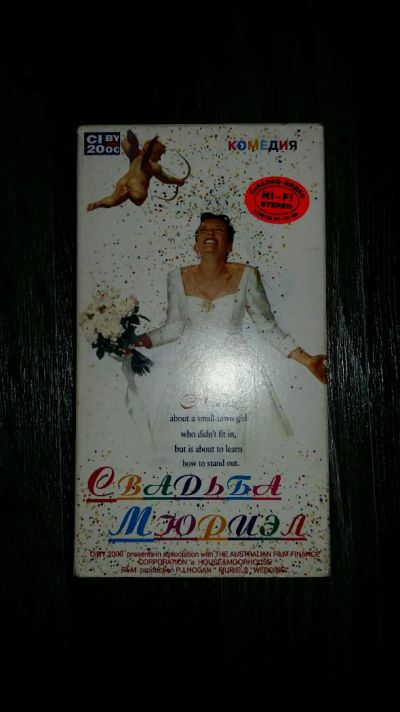 CI BY
2000
КОМЕДИЯ
HI-FI
STEREO
about a small-town girl
who didn't fit in,
but is about to learn
how to stand out.
СВАДЬБА
МЮРИЭЛ
CIBY 2000 presents in association with THE AUSTRALIAN FILM FINANCE
CORPORATION a HOUSE&MOORHOUSE
FILM production P.J.HOGAN " MURIEL'S "WEDDING"